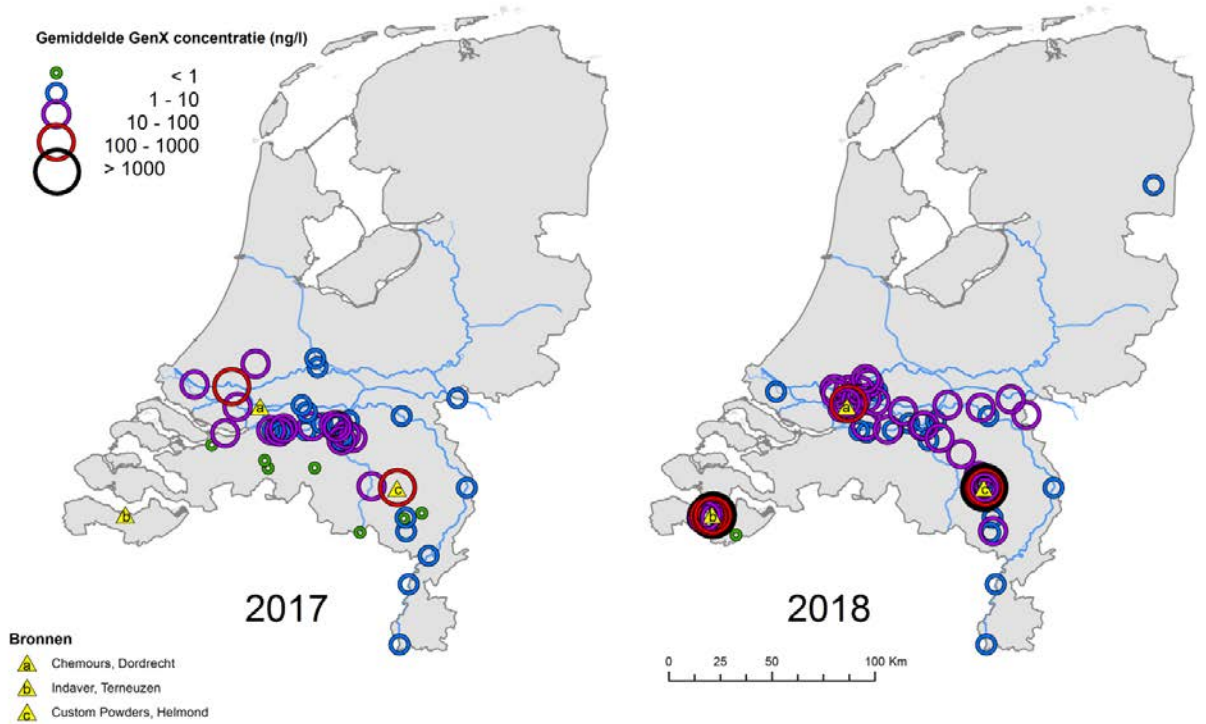 Gemiddelde GenX concentratie (ng/l)
< 1
1 - 10
10 - 100
100 - 1000
> 1000
a
b
c
2017
a
b
c
2018
Bronnen
a Chemours, Dordrecht
b Indaver, Terneuzen
c Custom Powders, Helmond
0 25 50 100 Km